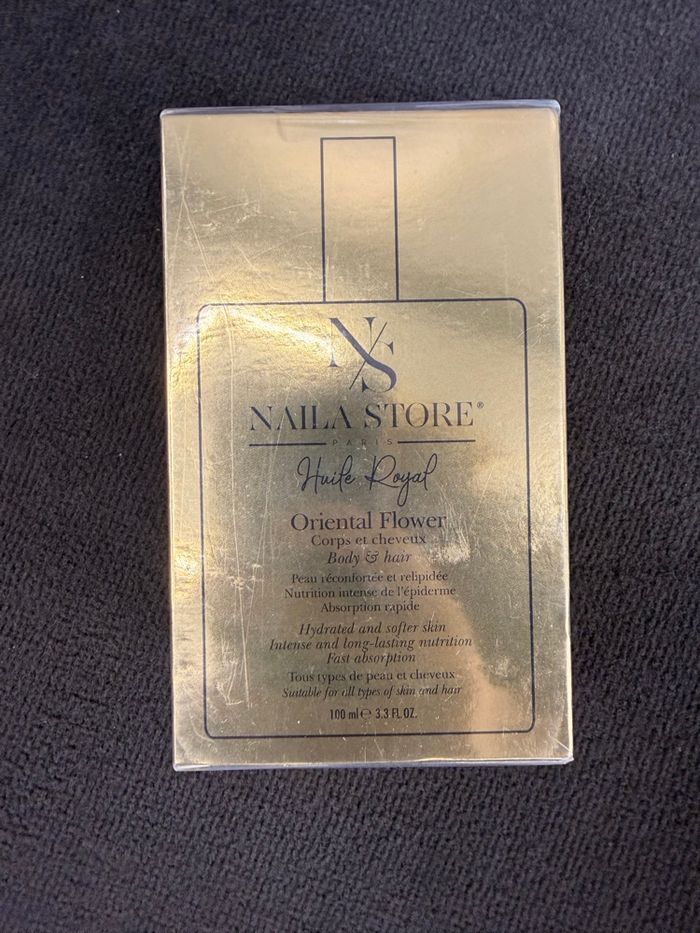 N/S
NAILA STORE®
PARIS
Huile Royal
Oriental Flower
Corps et cheveux
Body & hair
Peau réconfortée et relipidée
Nutrition intense de l'épiderme
Absorption rapide
Hydrated and softer skin
Intense and long-lasting nutrition
Fast absorption
Tous types de peau et cheveux
Suitable for all types of skin and hair
100 ml ℮ 3.3 FL.OZ.